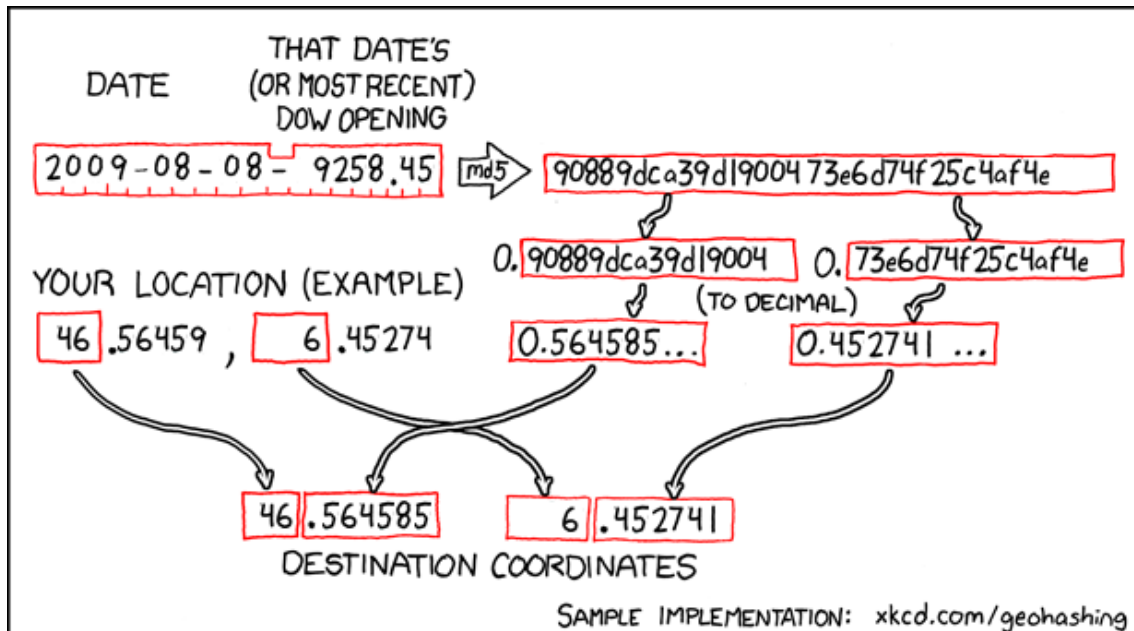 THAT DATE'S
DATE (OR MOST RECENT)
DOW OPENING
2009-08-08- 9258.45 md5 90889dca39d19004 73e6d74f25c4af4e
0. 90889dca39d19004 0. 73e6d74f25c4af4e
YOUR LOCATION (EXAMPLE) (TO DECIMAL)
46 .56459 , 6 .45274 0.564585... 0.452741 ...
46 .564585 6 .452741
DESTINATION COORDINATES
SAMPLE IMPLEMENTATION: xkcd.com/geohashing